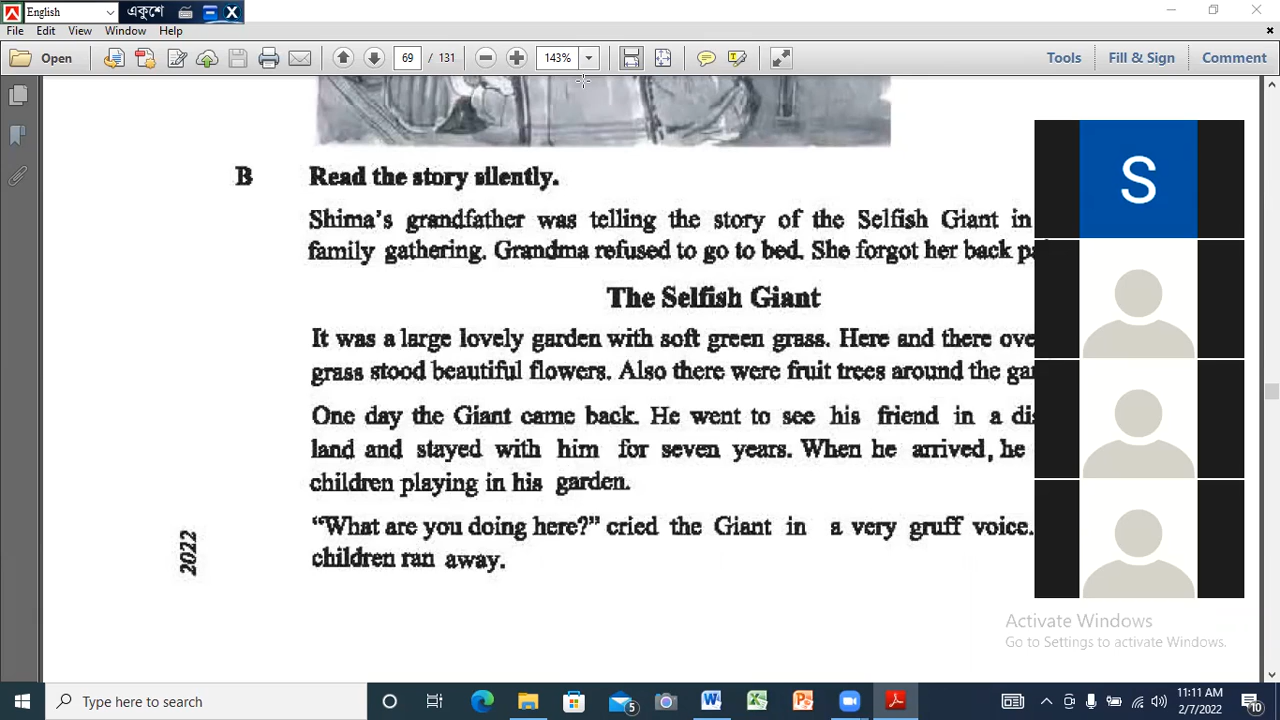 English একুশে
File Edit View Window Help
Open 69 / 131 143% Tools Fill & Sign Comment
B Read the story silently.
Shima's grandfather was telling the story of the Selfish Giant in
family gathering. Grandma refused to go to bed. She forgot her back
The Selfish Giant
It was a large lovely garden with soft green grass. Here and there
grass stood beautiful flowers. Also there were fruit trees around the
One day the Giant came back. He went to see his friend in a
land and stayed with him for seven years. When he arrived, he
children playing in his garden.
"What are you doing here?" cried the Giant in a very gruff voice.
children ran away.
2022
S
Activate Windows
Go to Settings to activate Windows.
Type here to search
5
11:11 AM
2/7/2022
10